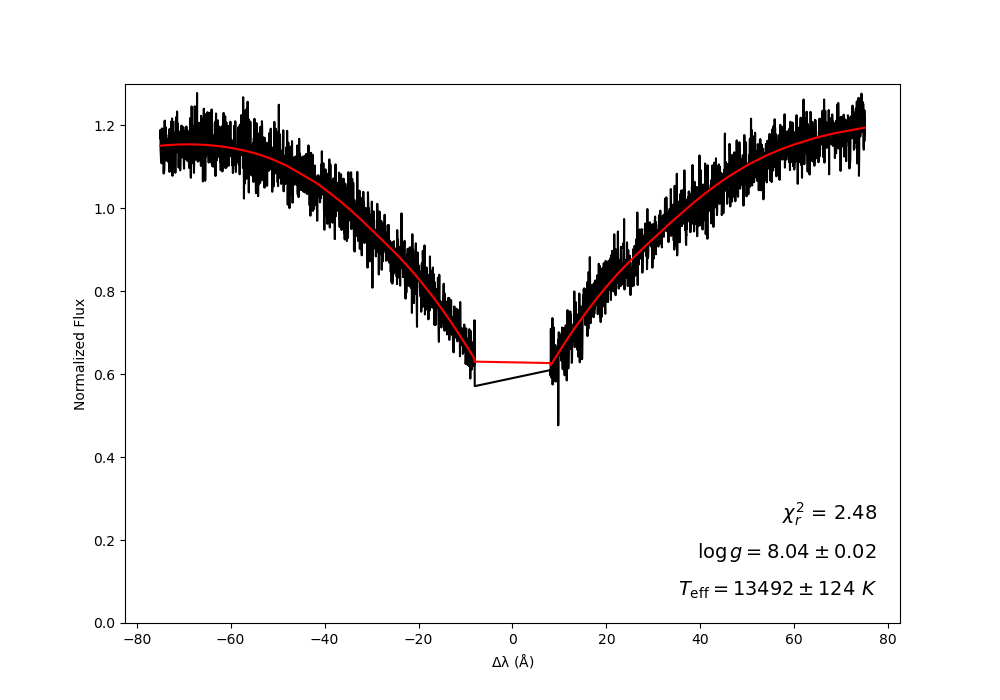 1.2
1.0
0.8
0.6
0.4
0.2
0.0
Normalized Flux
χ²ᵣ = 2.48
log g = 8.04 ± 0.02
T_eff = 13492 ± 124 K
−80 −60 −40 −20 0 20 40 60 80
Δλ (Å)